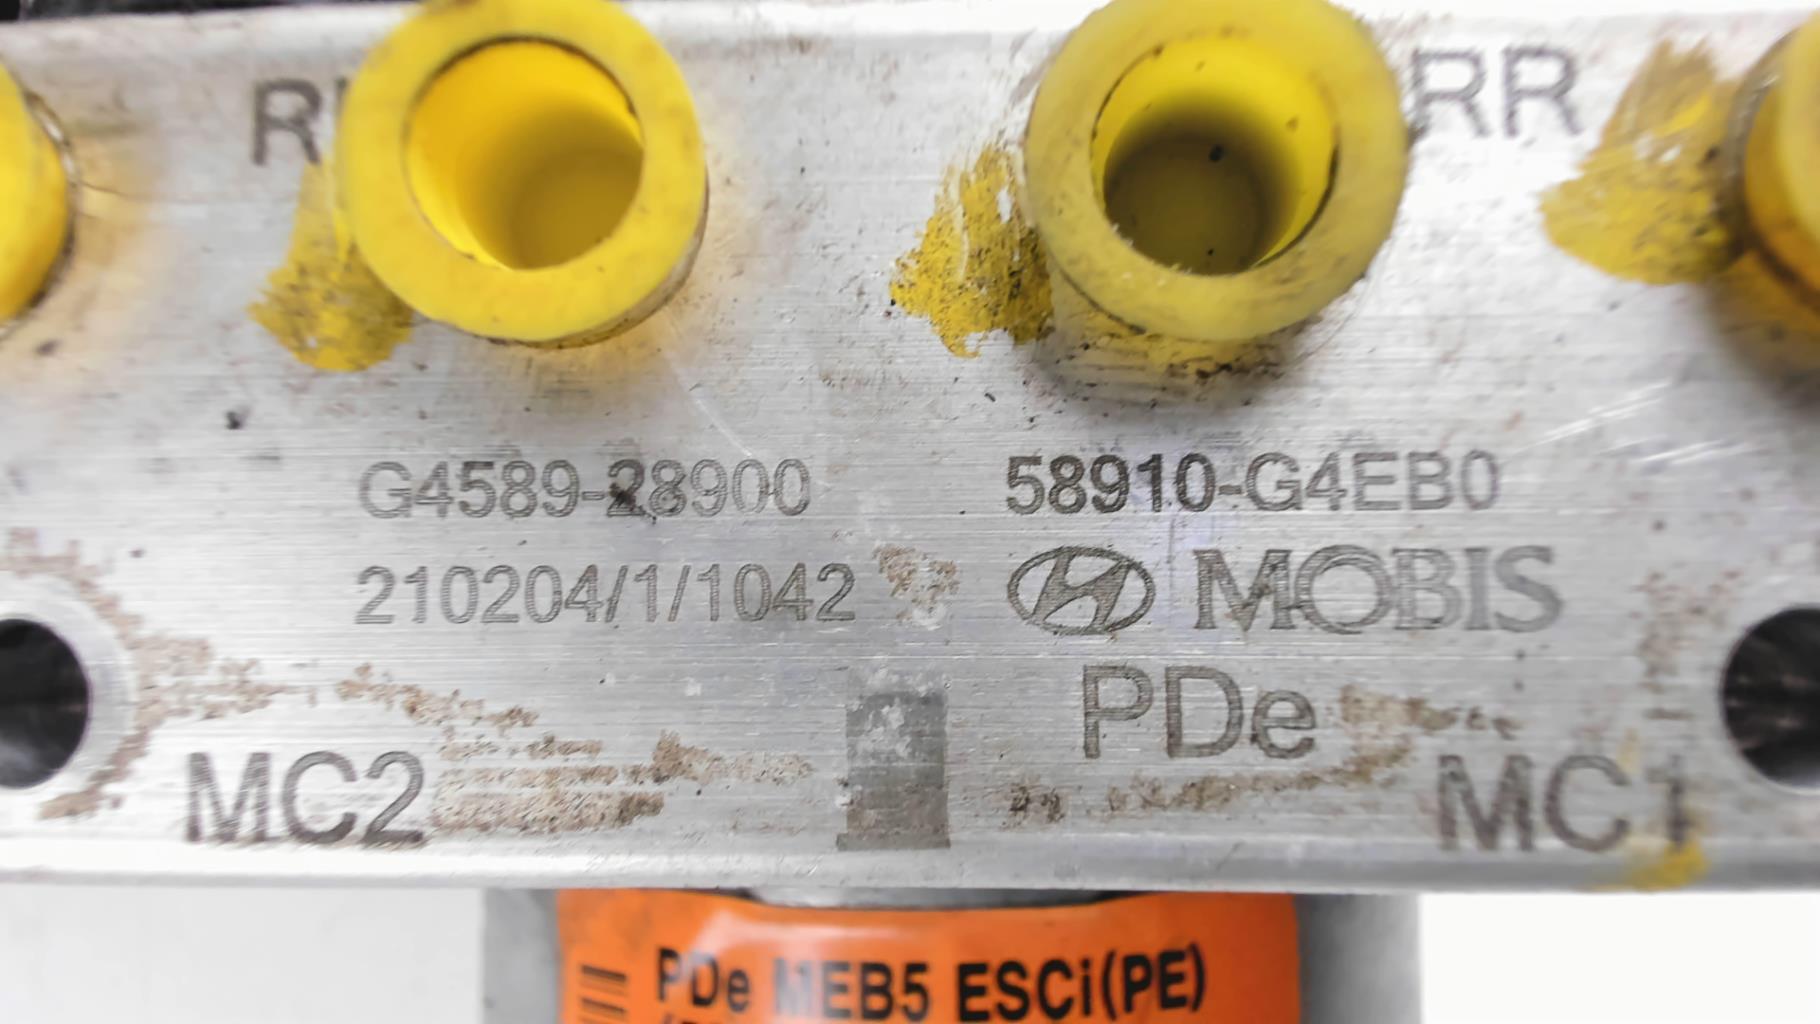 RR
G4589-28900
58910-G4EB0
210204/1/1042
MOBIS
PDe
MC2
MC1
PDe MEB5 ESCi(PE)